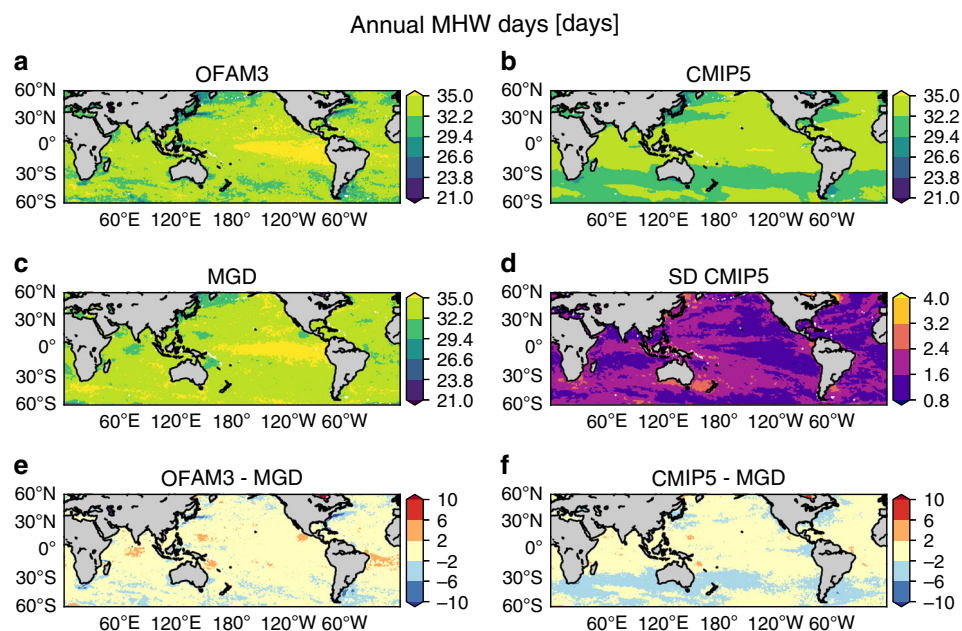 Annual MHW days [days]
a
OFAM3
60°N
30°N
0°
30°S
60°S
60°E 120°E 180° 120°W 60°W
35.0
32.2
29.4
26.6
23.8
21.0
b
CMIP5
60°N
30°N
0°
30°S
60°S
60°E 120°E 180° 120°W 60°W
35.0
32.2
29.4
26.6
23.8
21.0
c
MGD
60°N
30°N
0°
30°S
60°S
60°E 120°E 180° 120°W 60°W
35.0
32.2
29.4
26.6
23.8
21.0
d
SD CMIP5
60°N
30°N
0°
30°S
60°S
60°E 120°E 180° 120°W 60°W
4.0
3.2
2.4
1.6
0.8
e
OFAM3 - MGD
60°N
30°N
0°
30°S
60°S
60°E 120°E 180° 120°W 60°W
10
6
2
−2
−6
−10
f
CMIP5 - MGD
60°N
30°N
0°
30°S
60°S
60°E 120°E 180° 120°W 60°W
10
6
2
−2
−6
−10